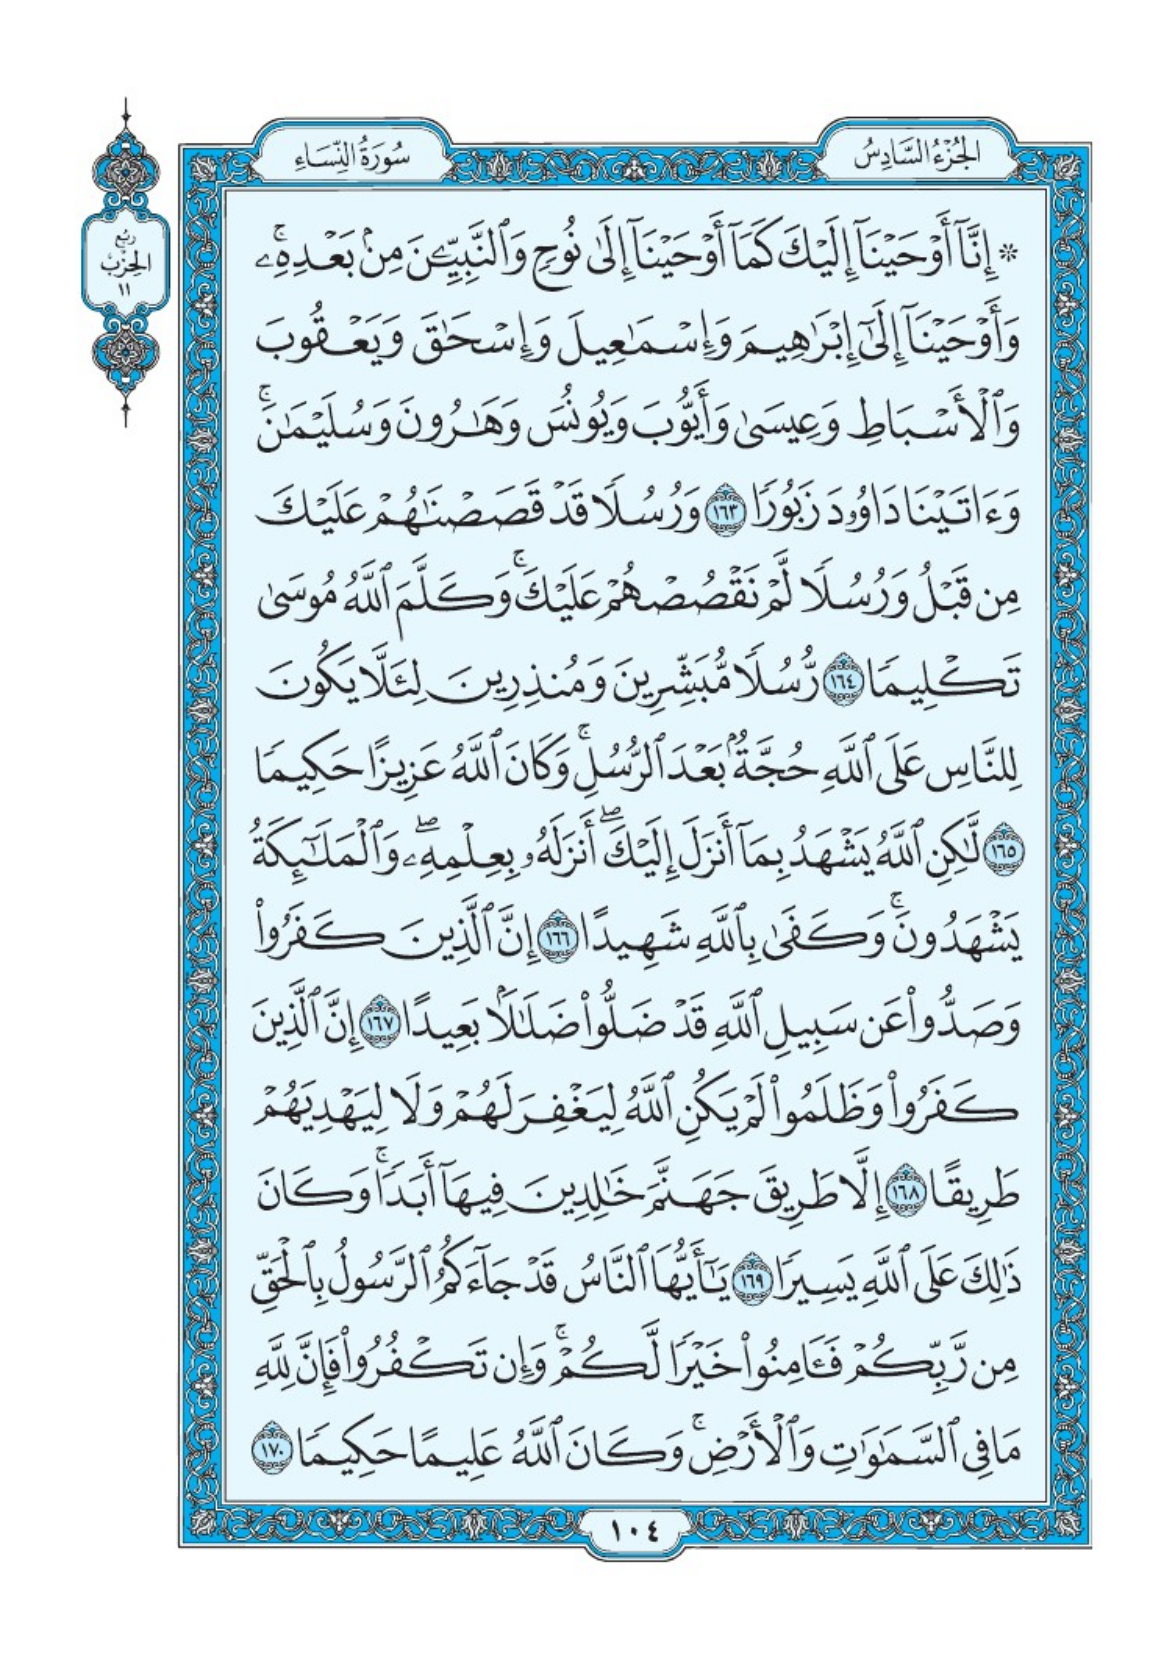 الجُزْءُ السَّادِسُ
سُورَةُ النِّسَاءِ
رُبْع
الحِزْب
١١
* إِنَّآ أَوْحَيْنَآ إِلَيْكَ كَمَآ أَوْحَيْنَآ إِلَىٰ نُوحٍ وَٱلنَّبِيِّـۧنَ مِنۢ بَعْدِهِۦۚ
وَأَوْحَيْنَآ إِلَىٰٓ إِبْرَٰهِيمَ وَإِسْمَٰعِيلَ وَإِسْحَٰقَ وَيَعْقُوبَ
وَٱلْأَسْبَاطِ وَعِيسَىٰ وَأَيُّوبَ وَيُونُسَ وَهَٰرُونَ وَسُلَيْمَٰنَۚ
وَءَاتَيْنَا دَاوُۥدَ زَبُورًا ١٦٣ وَرُسُلًا قَدْ قَصَصْنَٰهُمْ عَلَيْكَ
مِن قَبْلُ وَرُسُلًا لَّمْ نَقْصُصْهُمْ عَلَيْكَۚ وَكَلَّمَ ٱللَّهُ مُوسَىٰ
تَكْلِيمًا ١٦٤ رُّسُلًا مُّبَشِّرِينَ وَمُنذِرِينَ لِئَلَّا يَكُونَ
لِلنَّاسِ عَلَى ٱللَّهِ حُجَّةٌۢ بَعْدَ ٱلرُّسُلِۚ وَكَانَ ٱللَّهُ عَزِيزًا حَكِيمًا
١٦٥ لَّٰكِنِ ٱللَّهُ يَشْهَدُ بِمَآ أَنزَلَ إِلَيْكَۖ أَنزَلَهُۥ بِعِلْمِهِۦۖ وَٱلْمَلَٰٓئِكَةُ
يَشْهَدُونَۚ وَكَفَىٰ بِٱللَّهِ شَهِيدًا ١٦٦ إِنَّ ٱلَّذِينَ كَفَرُوا۟
وَصَدُّوا۟ عَن سَبِيلِ ٱللَّهِ قَدْ ضَلُّوا۟ ضَلَٰلًۢا بَعِيدًا ١٦٧ إِنَّ ٱلَّذِينَ
كَفَرُوا۟ وَظَلَمُوا۟ لَمْ يَكُنِ ٱللَّهُ لِيَغْفِرَ لَهُمْ وَلَا لِيَهْدِيَهُمْ
طَرِيقًا ١٦٨ إِلَّا طَرِيقَ جَهَنَّمَ خَٰلِدِينَ فِيهَآ أَبَدًاۚ وَكَانَ
ذَٰلِكَ عَلَى ٱللَّهِ يَسِيرًا ١٦٩ يَٰٓأَيُّهَا ٱلنَّاسُ قَدْ جَآءَكُمُ ٱلرَّسُولُ بِٱلْحَقِّ
مِن رَّبِّكُمْ فَـَٔامِنُوا۟ خَيْرًا لَّكُمْۚ وَإِن تَكْفُرُوا۟ فَإِنَّ لِلَّهِ
مَا فِى ٱلسَّمَٰوَٰتِ وَٱلْأَرْضِۚ وَكَانَ ٱللَّهُ عَلِيمًا حَكِيمًا ١٧٠
١٠٤